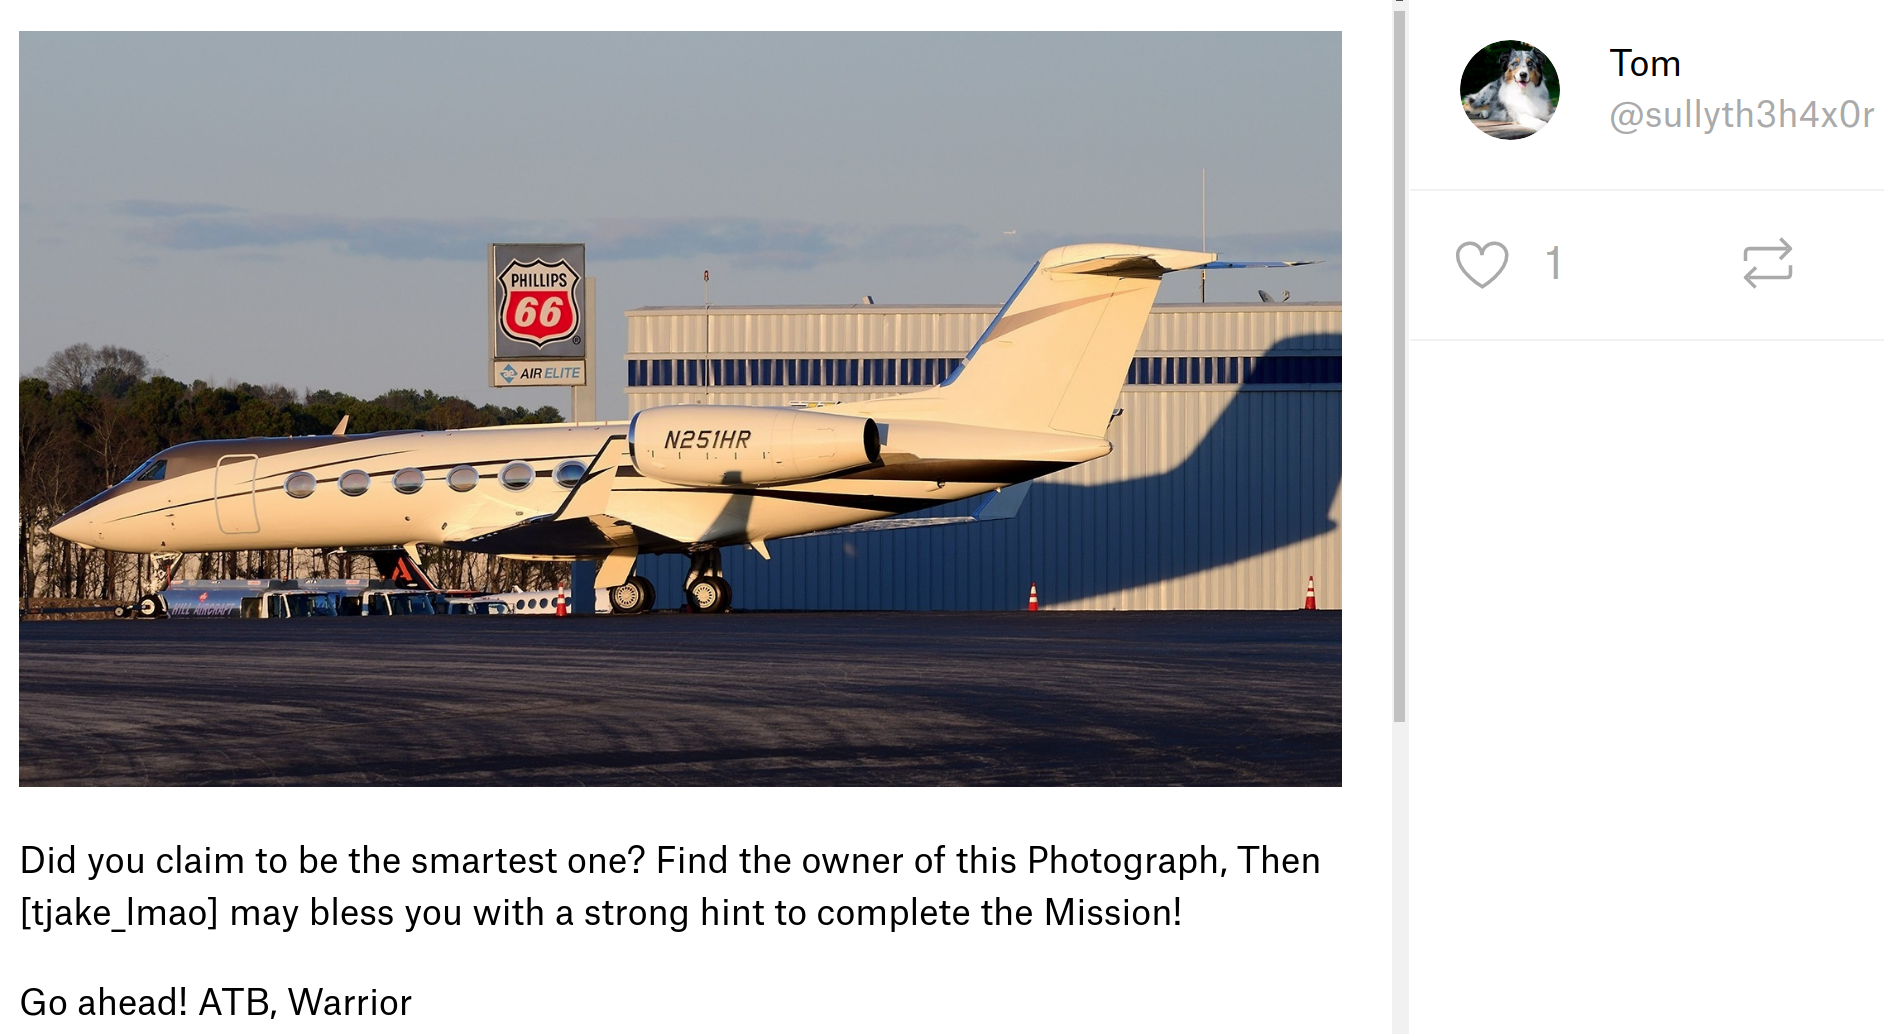 PHILLIPS
66
®
AIR ELITE
N251HR
HILL AIRCRAFT
Did you claim to be the smartest one? Find the owner of this Photograph, Then
[tjake_lmao] may bless you with a strong hint to complete the Mission!
Go ahead! ATB, Warrior
Tom
@sullyth3h4x0r
1